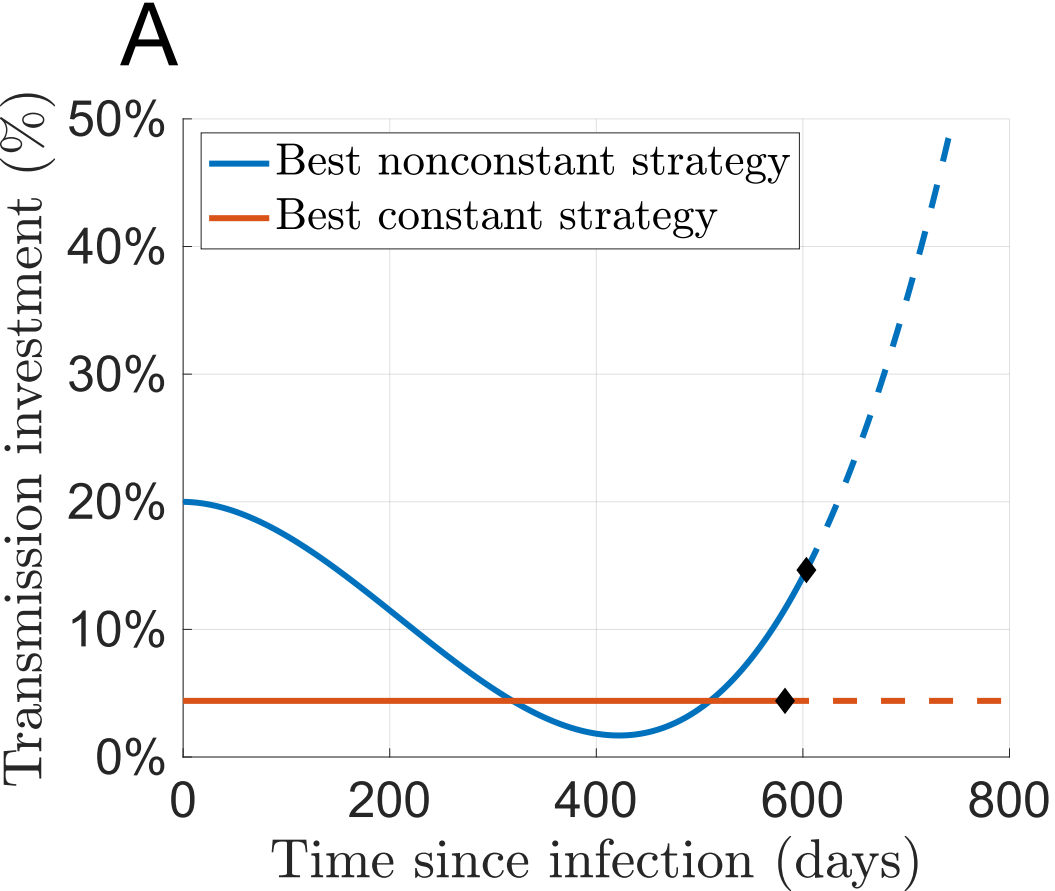 A
Transmission investment (%)
50%
40%
30%
20%
10%
0%
Best nonconstant strategy
Best constant strategy
0 200 400 600 800
Time since infection (days)